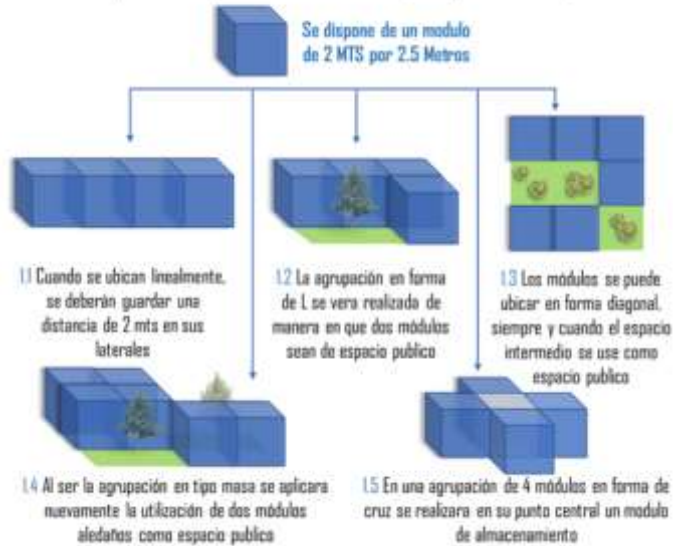 Se dispone de un modulo
de 2 MTS por 2.5 Metros
1.1 Cuando se ubican linealmente,
se deberán guardar una
distancia de 2 mts en sus
laterales
1.2 La agrupación en forma
de L se vera realizada de
manera en que dos módulos
sean de espacio publico
1.3 Los módulos se puede
ubicar en forma diagonal,
siempre y cuando el espacio
intermedio se use como
espacio publico
1.4 Al ser la agrupación en tipo masa se aplicara
nuevamente la utilización de dos módulos
aledaños como espacio publico
1.5 En una agrupación de 4 módulos en forma de
cruz se realizara en su punto central un modulo
de almacenamiento